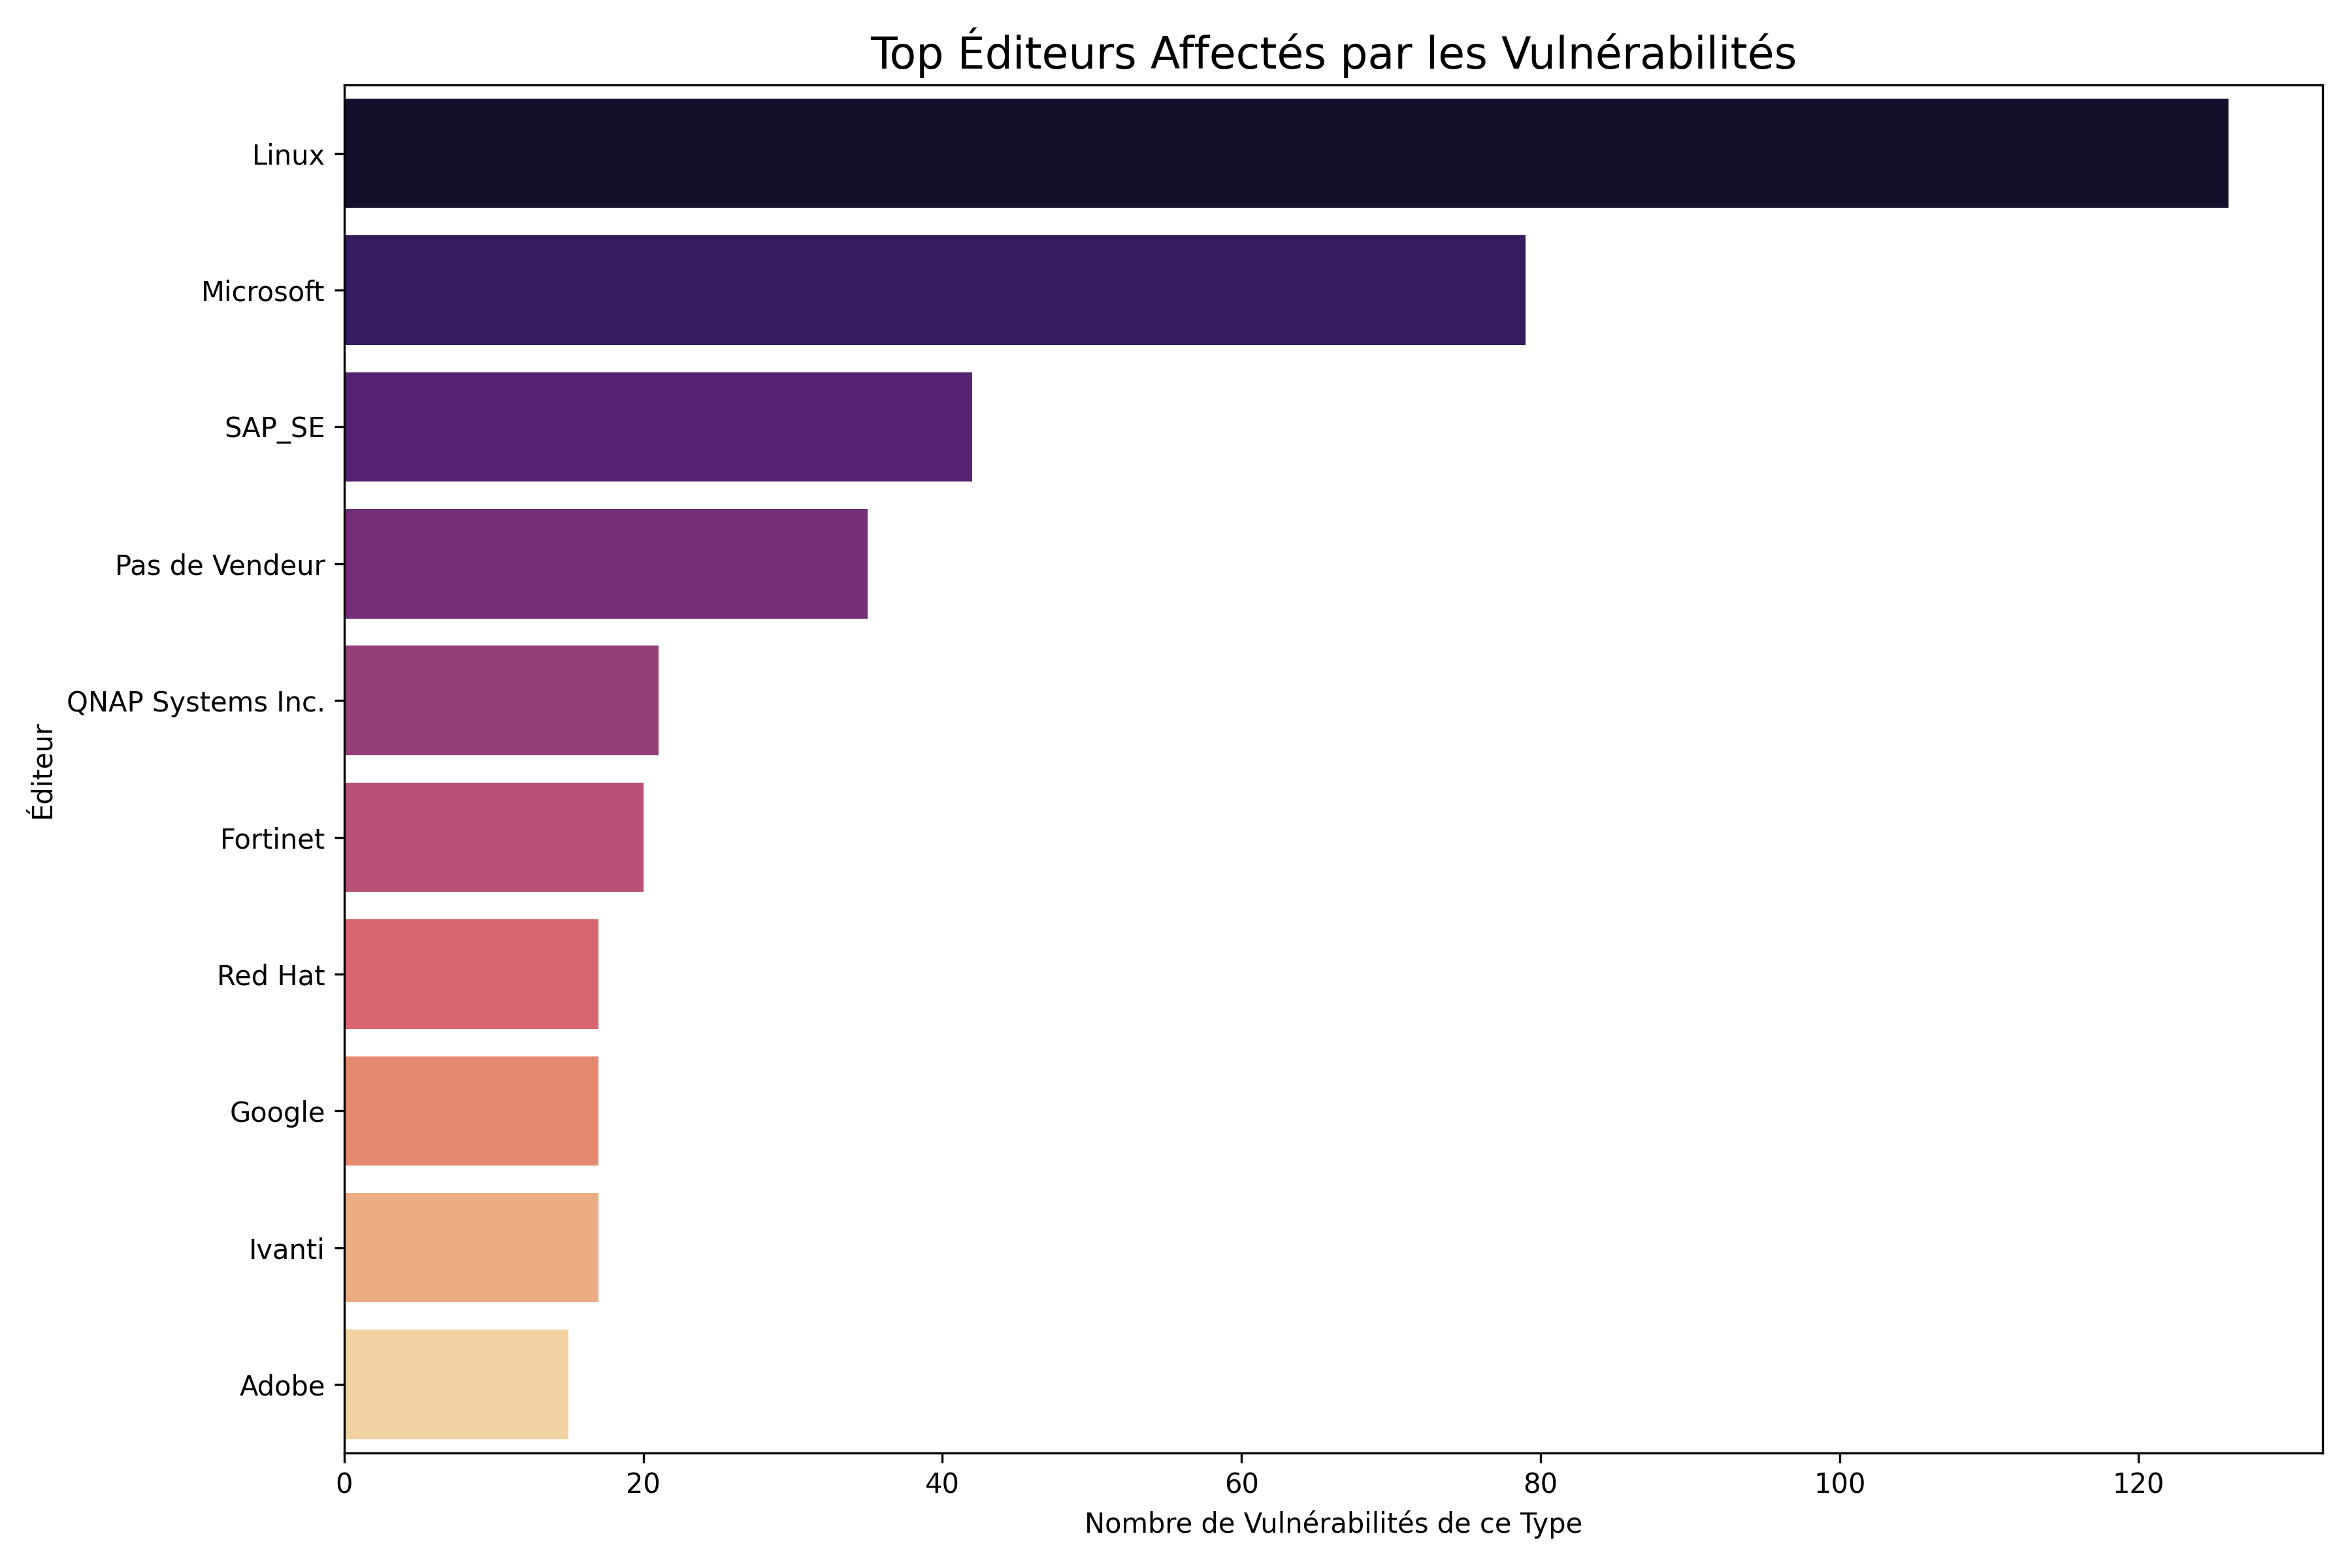 Top Éditeurs Affectés par les Vulnérabilités
Linux
Microsoft
SAP_SE
Pas de Vendeur
QNAP Systems Inc.
Fortinet
Red Hat
Google
Ivanti
Adobe
Éditeur
0 20 40 60 80 100 120
Nombre de Vulnérabilités de ce Type